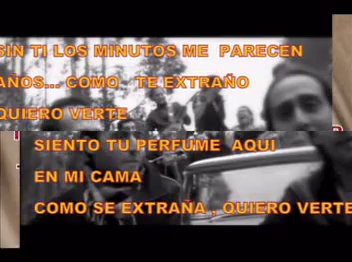 SIN TI LOS MINUTOS ME PARECEN
ANOS... COMO TE EXTRAÑO
QUIERO VERTE
SIENTO TU PERFUME AQUI
EN MI CAMA
COMO SE EXTRAÑA , QUIERO VERTE